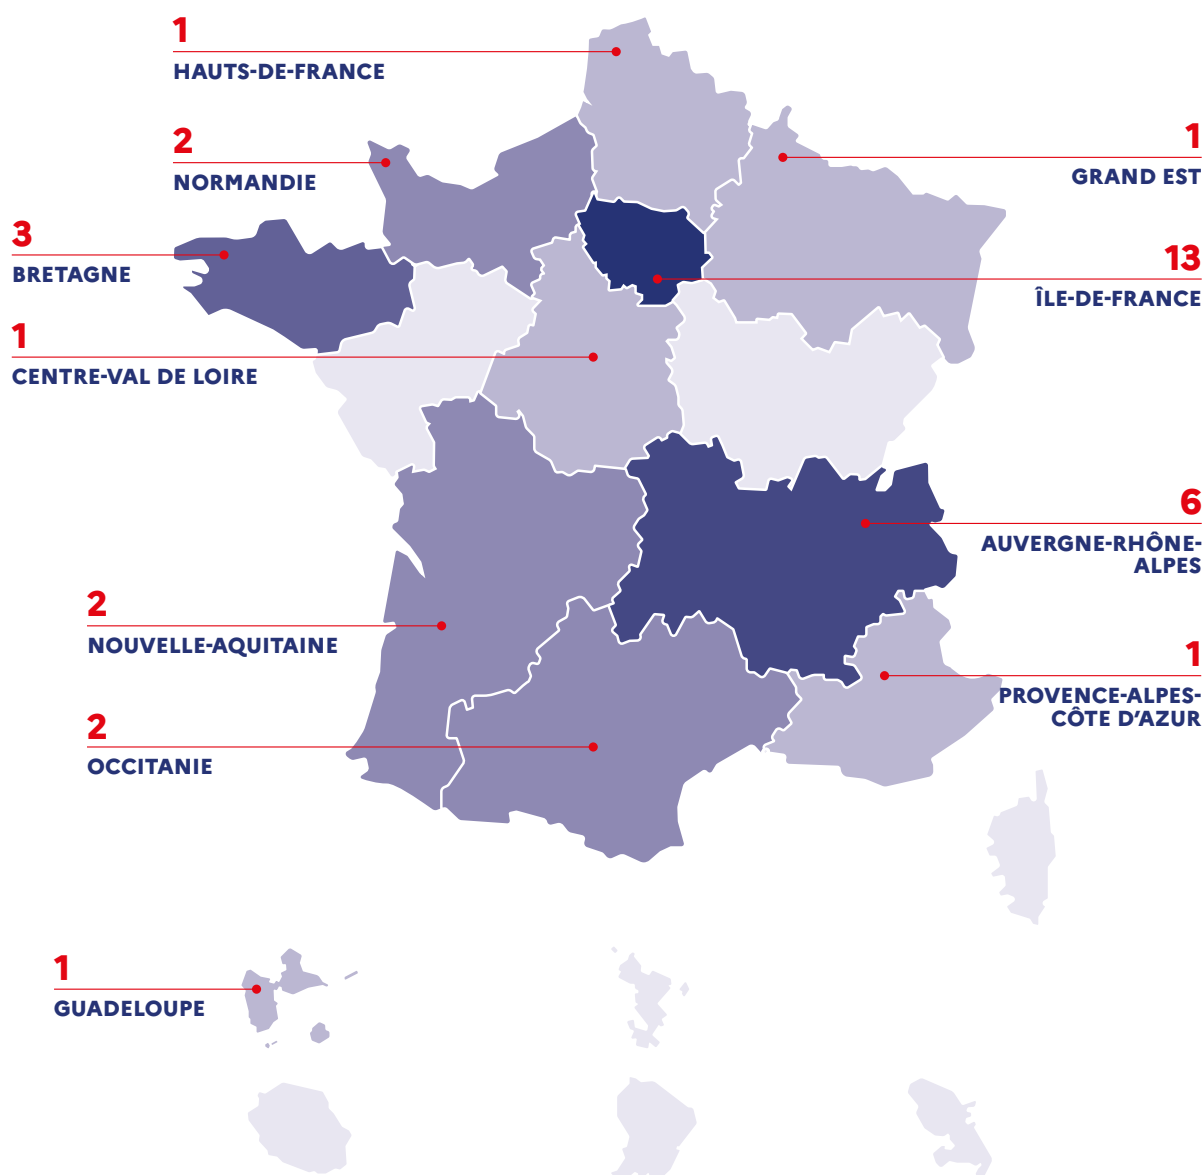 1
HAUTS-DE-FRANCE
2
NORMANDIE
1
GRAND EST
3
BRETAGNE
13
ÎLE-DE-FRANCE
1
CENTRE-VAL DE LOIRE
6
AUVERGNE-RHÔNE-
ALPES
2
NOUVELLE-AQUITAINE
1
PROVENCE-ALPES-
CÔTE D’AZUR
2
OCCITANIE
1
GUADELOUPE